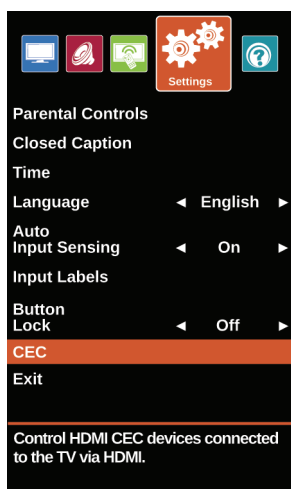 Settings
Parental Controls
Closed Caption
Time
Language ◄ English ►
Auto
Input Sensing ◄ On ►
Input Labels
Button
Lock ◄ Off ►
CEC
Exit
Control HDMI CEC devices connected
to the TV via HDMI.